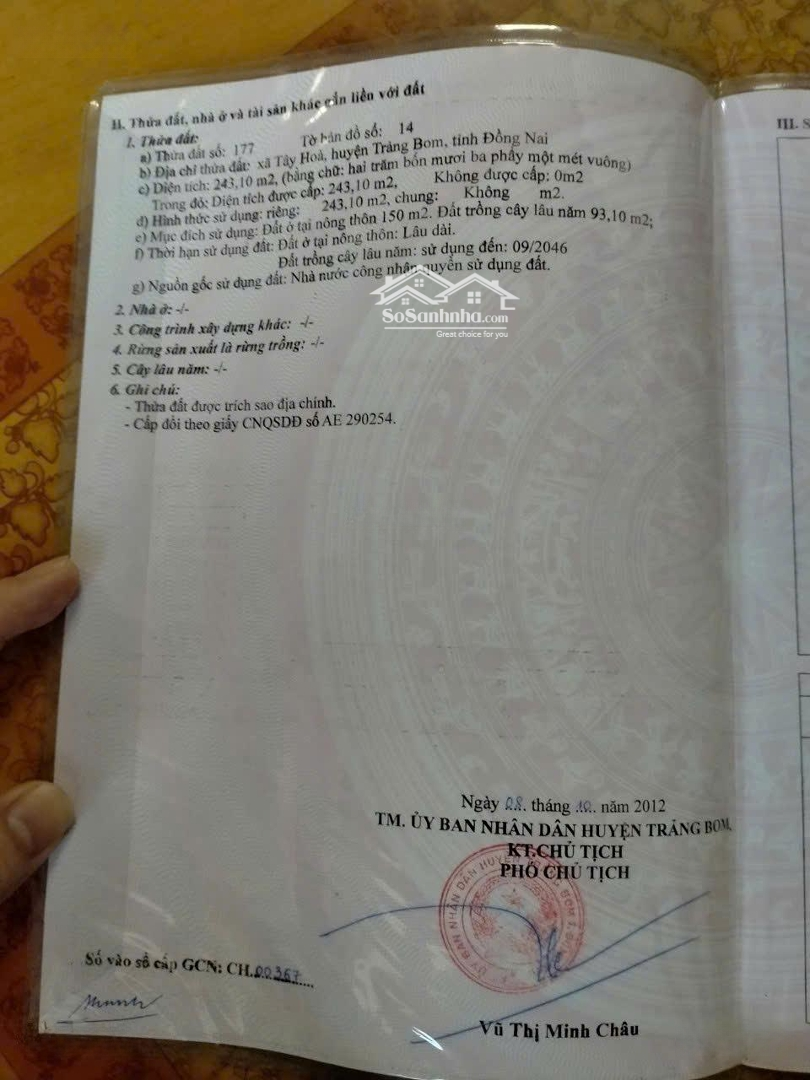 II. Thửa đất, nhà ở và tài sản khác gắn liền với đất
1. Thửa đất:
a) Thửa đất số: 177 Tờ bản đồ số: 14
b) Địa chỉ thửa đất: xã Tây Hoà, huyện Trảng Bom, tỉnh Đồng Nai
c) Diện tích: 243,10 m2, (bằng chữ: hai trăm bốn mươi ba phẩy một mét vuông)
Trong đó: Diện tích được cấp: 243,10 m2, Không được cấp: 0m2
d) Hình thức sử dụng: riêng: 243,10 m2, chung: Không m2.
e) Mục đích sử dụng: Đất ở tại nông thôn 150 m2. Đất trồng cây lâu năm 93,10 m2;
f) Thời hạn sử dụng đất: Đất ở tại nông thôn: Lâu dài.
Đất trồng cây lâu năm: sử dụng đến: 09/2046
g) Nguồn gốc sử dụng đất: Nhà nước công nhận quyền sử dụng đất.
2. Nhà ở: -/-
3. Công trình xây dựng khác: -/-
4. Rừng sản xuất là rừng trồng: -/-
5. Cây lâu năm: -/-
6. Ghi chú:
- Thửa đất được trích sao địa chính.
- Cấp đổi theo giấy CNQSDĐ số AE 290254.
SoSanhnha.com
Great choice for you
III. S
Ngày 08. tháng .10. năm 2012
TM. ỦY BAN NHÂN DÂN HUYỆN TRẢNG BOM
KT.CHỦ TỊCH
PHÓ CHỦ TỊCH
Số vào sổ cấp GCN: CH.00367
Vũ Thị Minh Châu